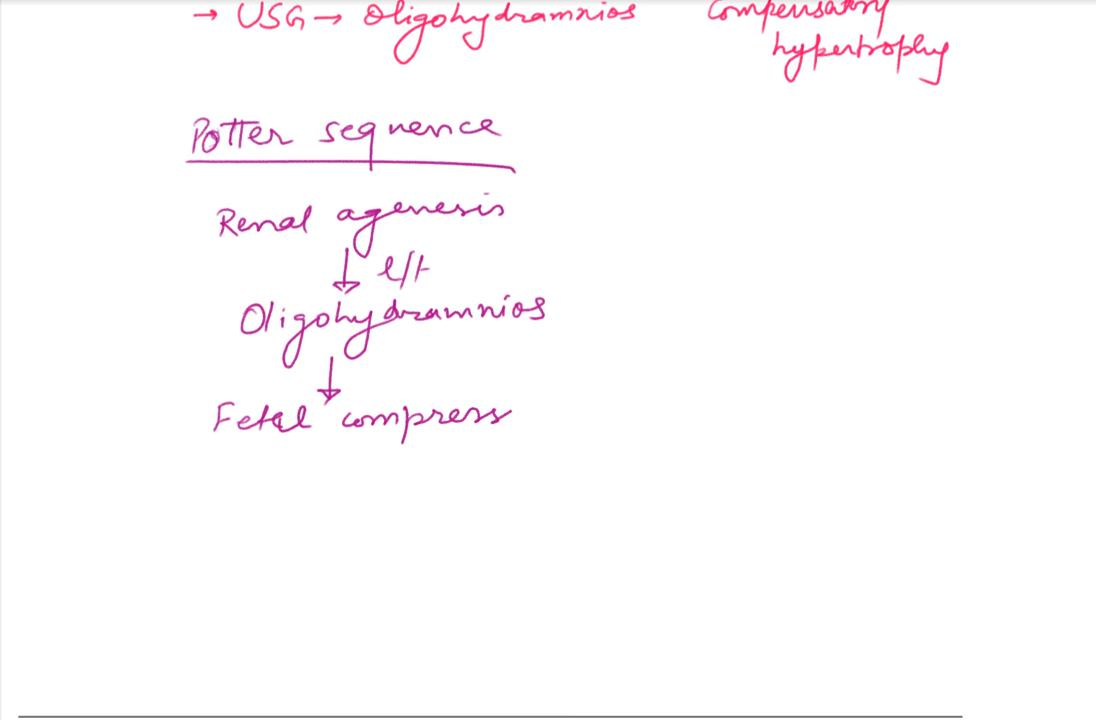 → USG → Oligohydramnios
Compensatory
hypertrophy
Potter sequence
Renal agenesis
↓ e/t
Oligohydramnios
↓
Fetal compress